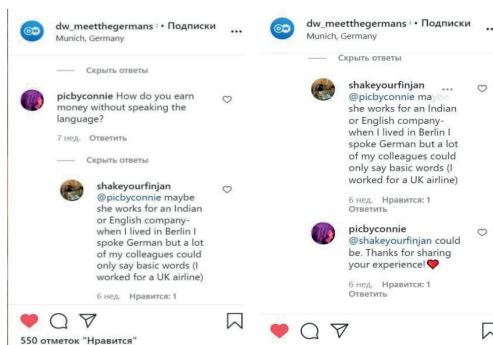 dw_meetthegermans • Подписки
Munich, Germany
Скрыть ответы
picbyconnie How do you earn
money without speaking the
language?
7 нед. Ответить
Скрыть ответы
shakeyourfinjan
@picbyconnie maybe
she works for an Indian
or English company-
when I lived in Berlin I
spoke German but a lot
of my colleagues could
only say basic words (I
worked for a UK airline)
6 нед. Нравится: 1
550 отметок "Нравится"
dw_meetthegermans • Подписки
Munich, Germany
Скрыть ответы
shakeyourfinjan
@picbyconnie maybe
she works for an Indian
or English company-
when I lived in Berlin I
spoke German but a lot
of my colleagues could
only say basic words (I
worked for a UK airline)
6 нед. Нравится: 1
Ответить
picbyconnie
@shakeyourfinjan could
be. Thanks for sharing
your experience!❤️
6 нед. Нравится: 1
Ответить